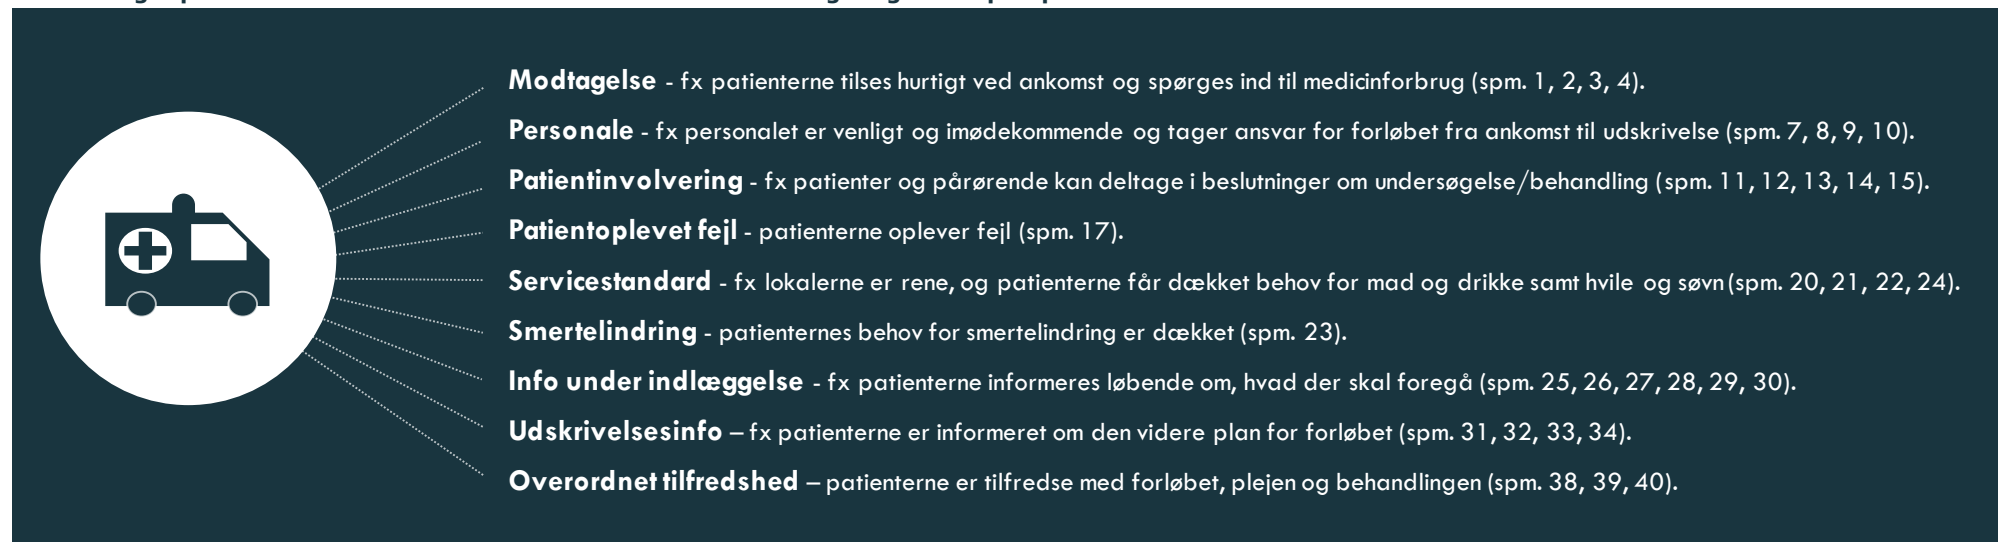 Modtagelse - fx patienterne tilses hurtigt ved ankomst og spørges ind til medicinforbrug (spm. 1, 2, 3, 4).
Personale - fx personalet er venligt og imødekommende og tager ansvar for forløbet fra ankomst til udskrivelse (spm. 7, 8, 9, 10).
Patientinvolvering - fx patienter og pårørende kan deltage i beslutninger om undersøgelse/behandling (spm. 11, 12, 13, 14, 15).
Patientoplevet fejl - patienterne oplever fejl (spm. 17).
Servicestandard - fx lokalerne er rene, og patienterne får dækket behov for mad og drikke samt hvile og søvn (spm. 20, 21, 22, 24).
Smertelindring - patienternes behov for smertelindring er dækket (spm. 23).
Info under indlæggelse - fx patienterne informeres løbende om, hvad der skal foregå (spm. 25, 26, 27, 28, 29, 30).
Udskrivelsesinfo – fx patienterne er informeret om den videre plan for forløbet (spm. 31, 32, 33, 34).
Overordnet tilfredshed – patienterne er tilfredse med forløbet, plejen og behandlingen (spm. 38, 39, 40).